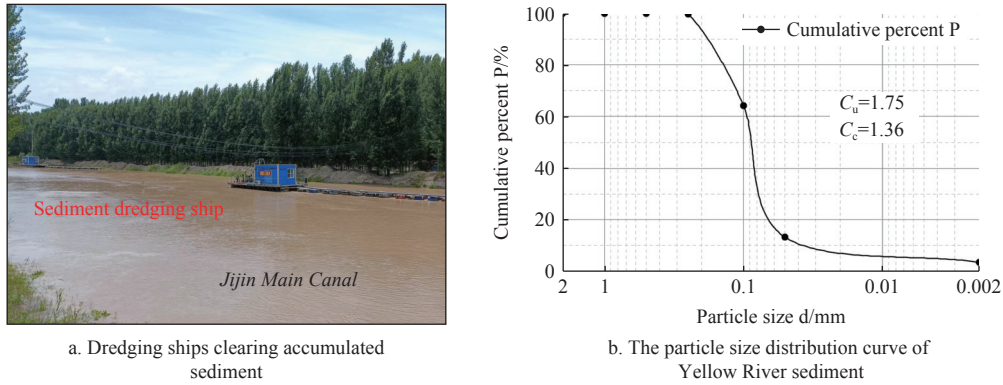 Sediment dredging ship
Jijin Main Canal
a. Dredging ships clearing accumulated
sediment
100
80
60
40
20
0
Cumulative percent P/%
Cumulative percent P
Cu=1.75
Cc=1.36
2
1
0.1
0.01
0.002
Particle size d/mm
b. The particle size distribution curve of
Yellow River sediment